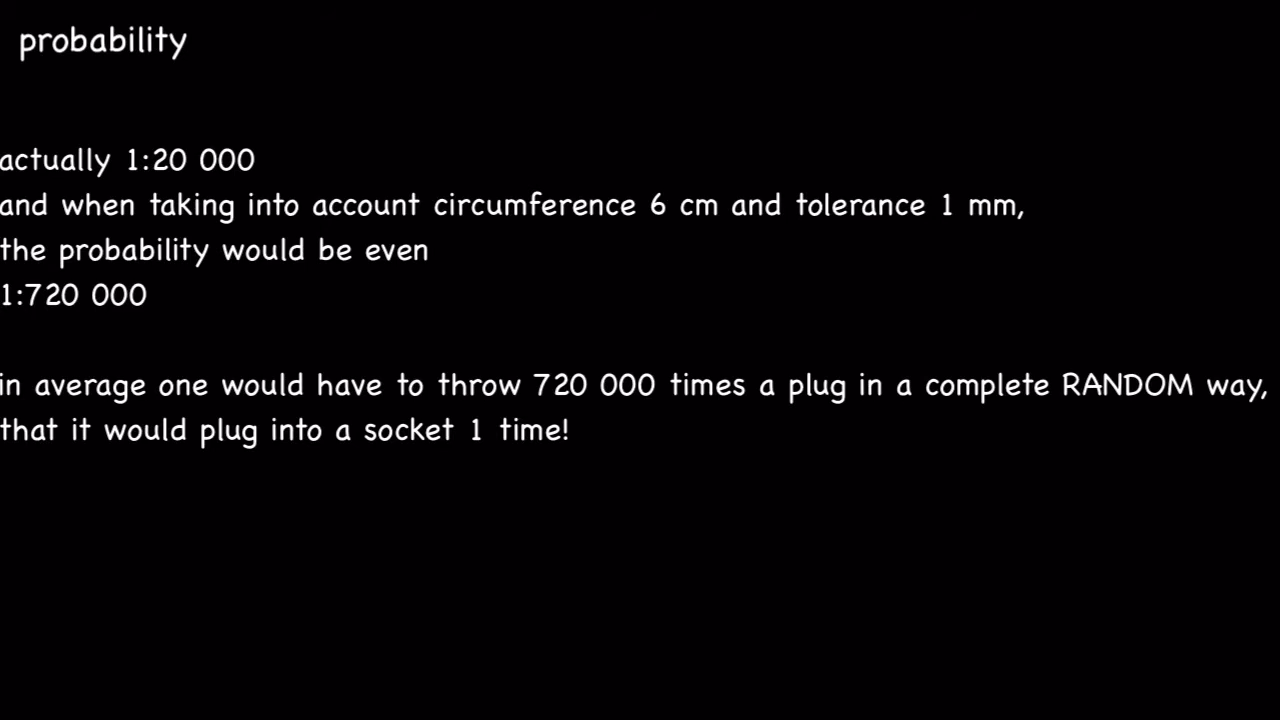 probability
actually 1:20 000
and when taking into account circumference 6 cm and tolerance 1 mm,
the probability would be even
1:720 000
in average one would have to throw 720 000 times a plug in a complete RANDOM way,
that it would plug into a socket 1 time!